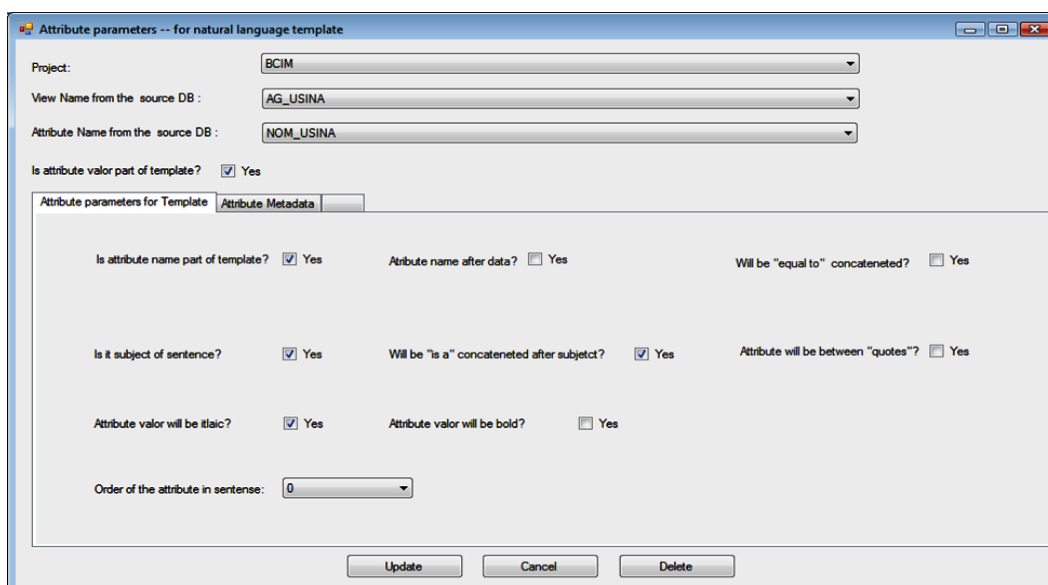 Attribute parameters -- for natural language template
Project: BCIM
View Name from the source DB : AG_USINA
Attribute Name from the source DB : NOM_USINA
Is attribute valor part of template? Yes
Attribute parameters for Template Attribute Metadata
Is attribute name part of template? Yes Atribute name after data? Yes Will be "equal to" concateneted? Yes
Is it subject of sentence? Yes Will be "is a" concateneted after subjetct? Yes Attribute will be between "quotes"? Yes
Attribute valor will be itlaic? Yes Attribute valor will be bold? Yes
Order of the attribute in sentense: 0
Update Cancel Delete